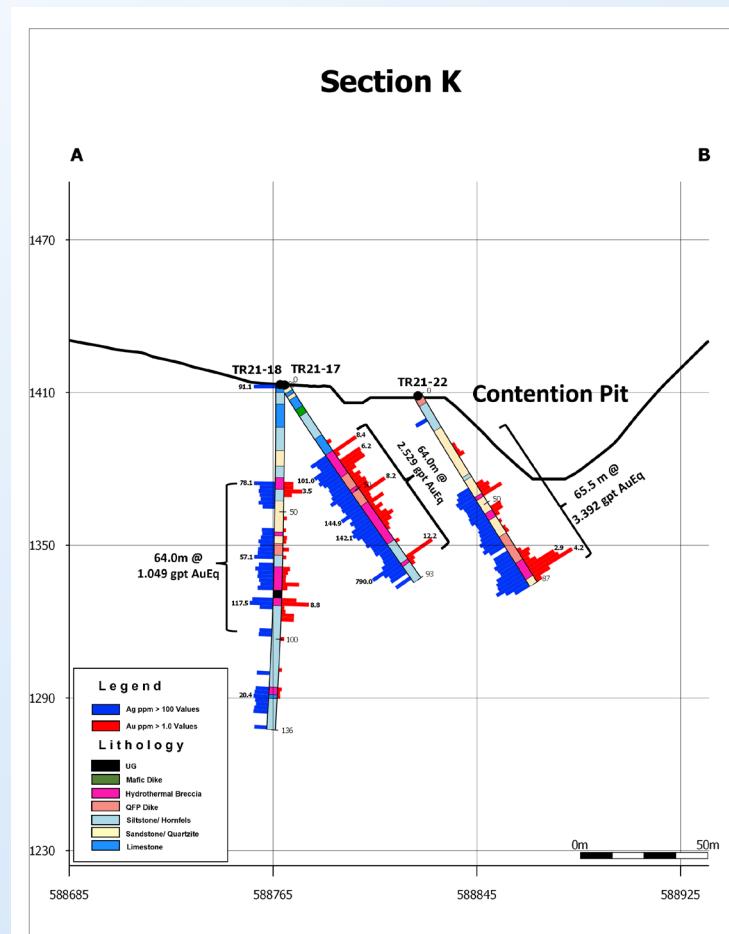 Section K
A
B
1470
1410
1350
1290
1230
TR21-18
TR21-17
TR21-22
Contention Pit
0
0
91.1
78.1
3.5
50
57.1
117.5
8.8
100
20.4
136
64.0m @
1.049 gpt AuEq
8.4
6.2
101.0
8.2
144.9
142.1
12.2
790.0
93
64.0m @
2.529 gpt AuEq
50
2.9
4.2
87
65.5 m @
3.392 gpt AuEq
Legend
Ag ppm > 100 Values
Au ppm > 1.0 Values
Lithology
UG
Mafic Dike
Hydrothermal Breccia
QFP Dike
Siltstone/ Hornfels
Sandstone/ Quartzite
Limestone
0m
50m
588685
588765
588845
588925